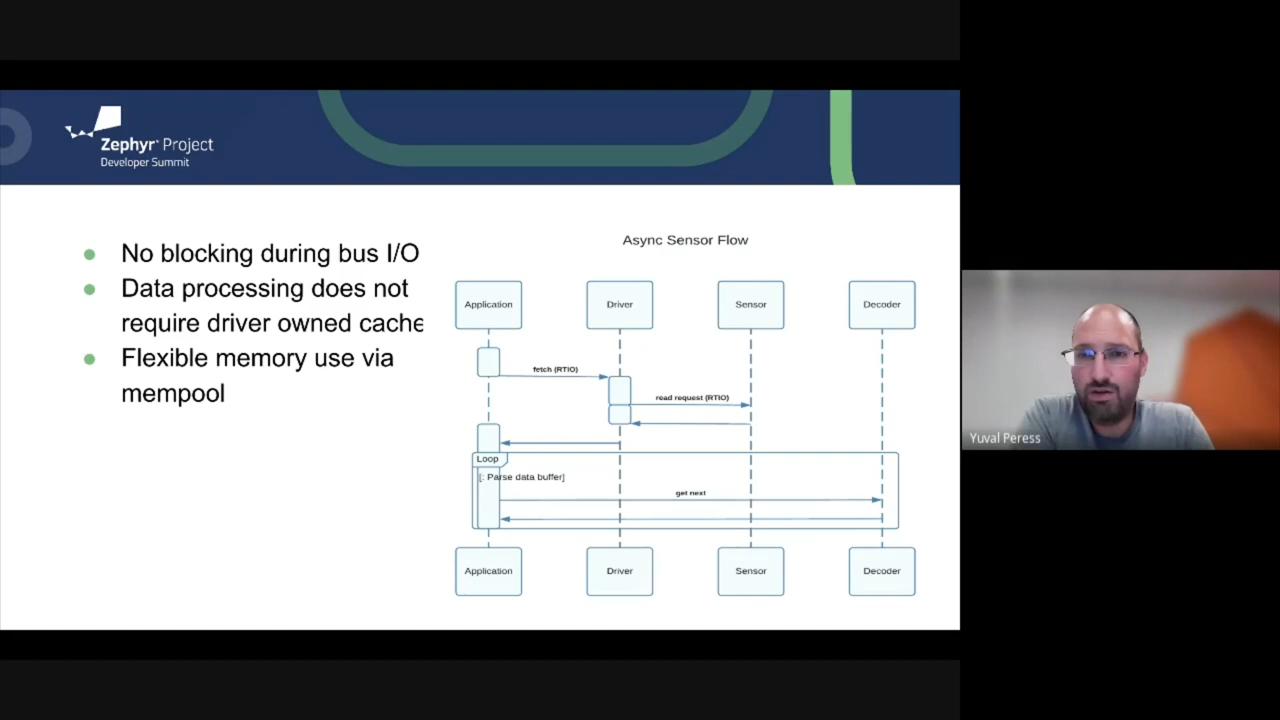 Zephyr® Project
Developer Summit
No blocking during bus I/O
Data processing does not
require driver owned cache
Flexible memory use via
mempool
Async Sensor Flow
Application
Driver
Sensor
Decoder
fetch (RTIO)
read request (RTIO)
Loop
[: Parse data buffer]
get next
Application
Driver
Sensor
Decoder
Yuval Peress